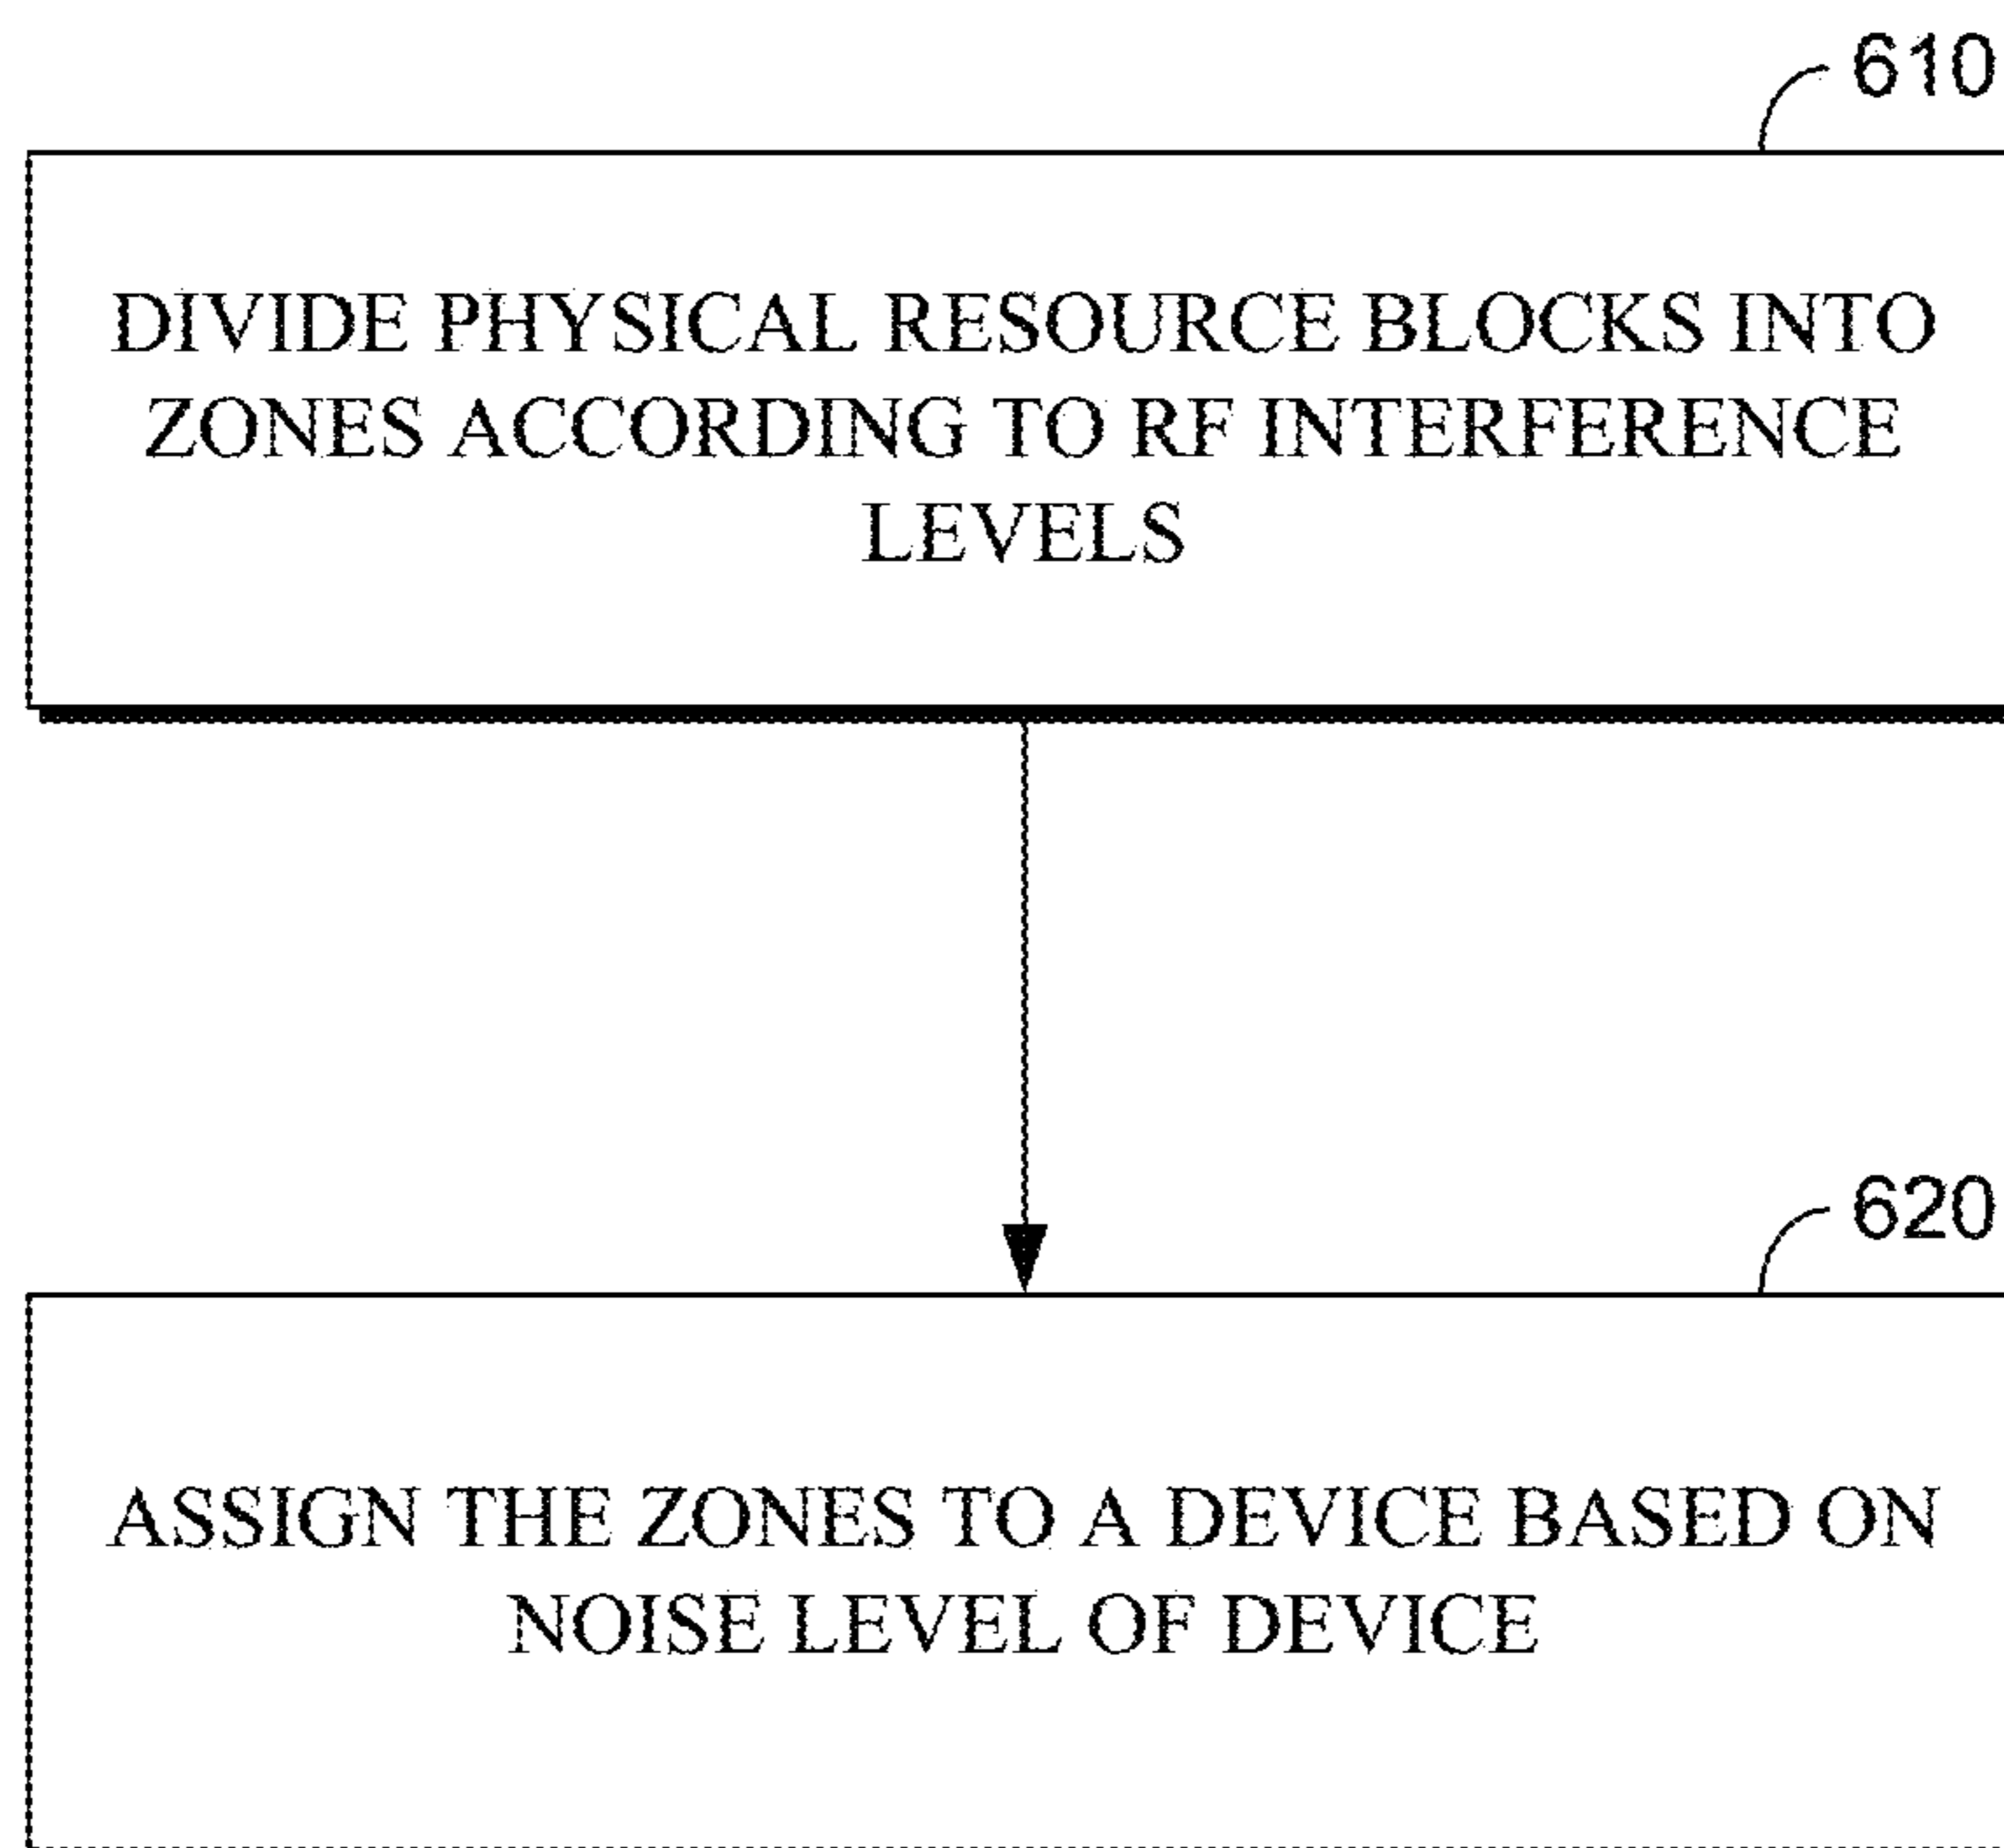 610
DIVIDE PHYSICAL RESOURCE BLOCKS INTO
ZONES ACCORDING TO RF INTERFERENCE
LEVELS
620
ASSIGN THE ZONES TO A DEVICE BASED ON
NOISE LEVEL OF DEVICE